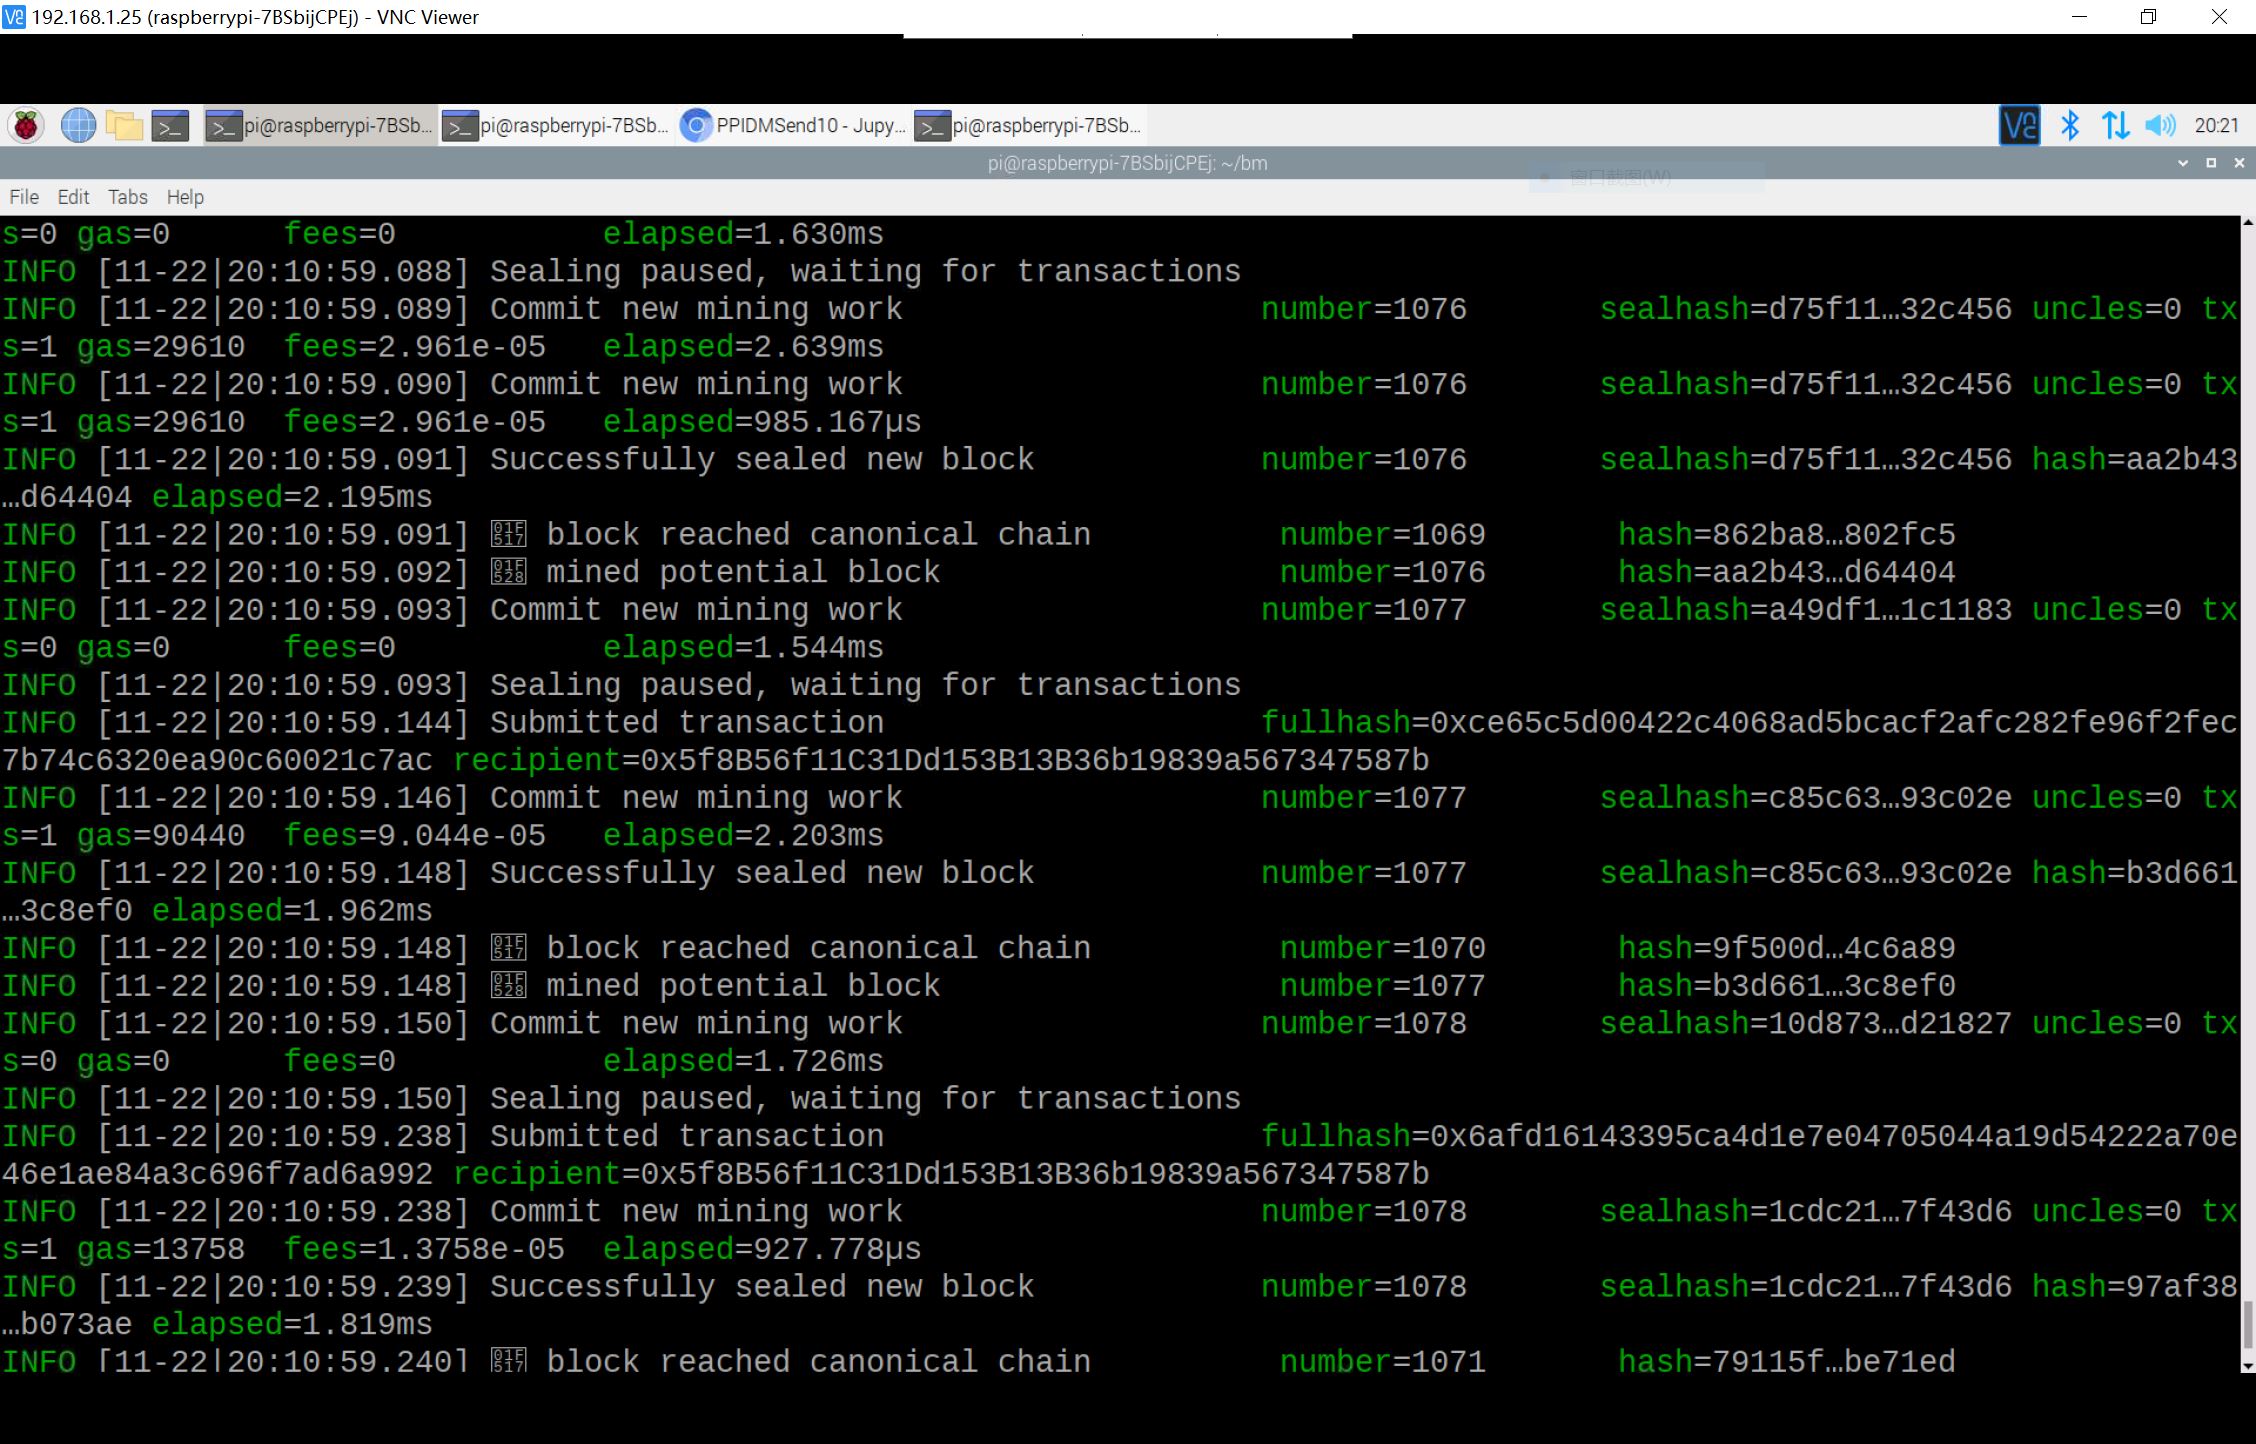 192.168.1.25 (raspberrypi-7BSbijCPEj) - VNC Viewer
pi@raspberrypi-7BSb... pi@raspberrypi-7BSb... PPIDMSend10 - Jupy... pi@raspberrypi-7BSb... 20:21
pi@raspberrypi-7BSbijCPEj: ~/bm
窗口截图(W)
File Edit Tabs Help
s=0 gas=0 fees=0 elapsed=1.630ms
INFO [11-22|20:10:59.088] Sealing paused, waiting for transactions
INFO [11-22|20:10:59.089] Commit new mining work number=1076 sealhash=d75f11…32c456 uncles=0 tx
s=1 gas=29610 fees=2.961e-05 elapsed=2.639ms
INFO [11-22|20:10:59.090] Commit new mining work number=1076 sealhash=d75f11…32c456 uncles=0 tx
s=1 gas=29610 fees=2.961e-05 elapsed=985.167µs
INFO [11-22|20:10:59.091] Successfully sealed new block number=1076 sealhash=d75f11…32c456 hash=aa2b43
…d64404 elapsed=2.195ms
INFO [11-22|20:10:59.091] 🔗 block reached canonical chain number=1069 hash=862ba8…802fc5
INFO [11-22|20:10:59.092] 🔨 mined potential block number=1076 hash=aa2b43…d64404
INFO [11-22|20:10:59.093] Commit new mining work number=1077 sealhash=a49df1…1c1183 uncles=0 tx
s=0 gas=0 fees=0 elapsed=1.544ms
INFO [11-22|20:10:59.093] Sealing paused, waiting for transactions
INFO [11-22|20:10:59.144] Submitted transaction fullhash=0xce65c5d00422c4068ad5bcacf2afc282fe96f2fec
7b74c6320ea90c60021c7ac recipient=0x5f8B56f11C31Dd153B13B36b19839a567347587b
INFO [11-22|20:10:59.146] Commit new mining work number=1077 sealhash=c85c63…93c02e uncles=0 tx
s=1 gas=90440 fees=9.044e-05 elapsed=2.203ms
INFO [11-22|20:10:59.148] Successfully sealed new block number=1077 sealhash=c85c63…93c02e hash=b3d661
…3c8ef0 elapsed=1.962ms
INFO [11-22|20:10:59.148] 🔗 block reached canonical chain number=1070 hash=9f500d…4c6a89
INFO [11-22|20:10:59.148] 🔨 mined potential block number=1077 hash=b3d661…3c8ef0
INFO [11-22|20:10:59.150] Commit new mining work number=1078 sealhash=10d873…d21827 uncles=0 tx
s=0 gas=0 fees=0 elapsed=1.726ms
INFO [11-22|20:10:59.150] Sealing paused, waiting for transactions
INFO [11-22|20:10:59.238] Submitted transaction fullhash=0x6afd16143395ca4d1e7e04705044a19d54222a70e
46e1ae84a3c696f7ad6a992 recipient=0x5f8B56f11C31Dd153B13B36b19839a567347587b
INFO [11-22|20:10:59.238] Commit new mining work number=1078 sealhash=1cdc21…7f43d6 uncles=0 tx
s=1 gas=13758 fees=1.3758e-05 elapsed=927.778µs
INFO [11-22|20:10:59.239] Successfully sealed new block number=1078 sealhash=1cdc21…7f43d6 hash=97af38
…b073ae elapsed=1.819ms
INFO [11-22|20:10:59.240] 🔗 block reached canonical chain number=1071 hash=79115f…be71ed